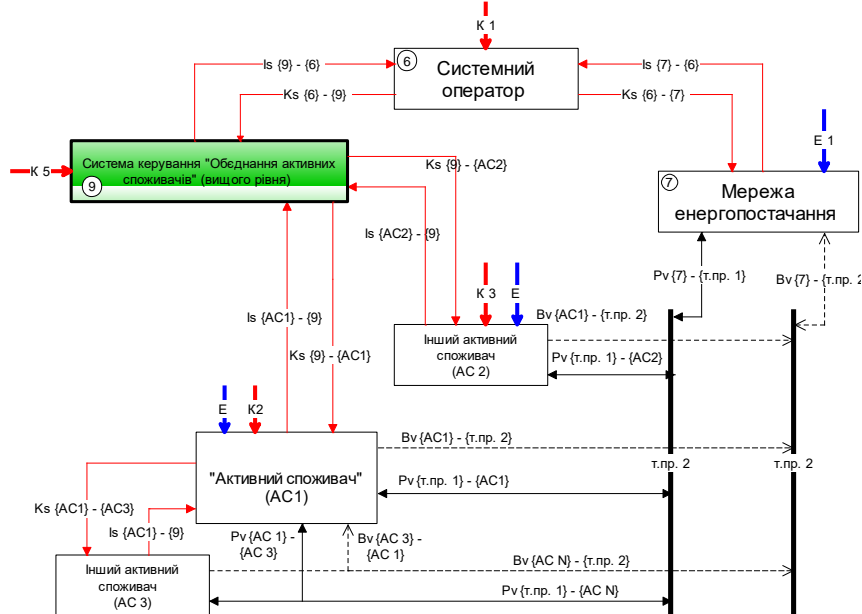 К 1
6
Системний
оператор
Is {9} - {6}
Is {7} - {6}
Ks {6} - {9}
Ks {6} - {7}
Е 1
К 5
Система керування "Обєднання активних
споживачів" (вищого рівня)
9
Ks {9} - {AC2}
7
Мережа
енергопостачання
Is {AC2} - {9}
Pv {7} - {т.пр. 1}
Bv {7} - {т.пр. 2
К 3
Е
Is {AC1} - {9}
Bv {AC1} - {т.пр. 2}
Інший активний
споживач
(АС 2)
Ks {9} - {AC1}
Pv {т.пр. 1} - {AC2}
Е
К2
Bv {AC1} - {т.пр. 2}
"Активний споживач"
(АС1)
т.пр. 2
т.пр. 2
Pv {т.пр. 1} - {AC1}
Ks {AC1} - {AC3}
Is {AC1} - {9}
Pv {AC 1} -
{AC 3}
Bv {AC 3} -
{AC 1}
Bv {AC N} - {т.пр. 2}
Інший активний
споживач
(АС 3)
Pv {т.пр. 1} - {AC N}